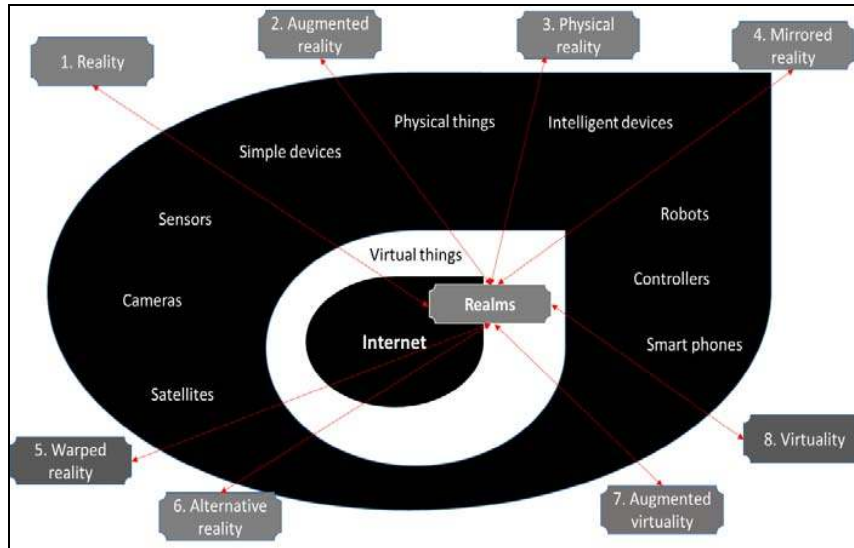 1. Reality
2. Augmented
reality
3. Physical
reality
4. Mirrored
reality
Physical things
Intelligent devices
Simple devices
Sensors
Robots
Virtual things
Controllers
Cameras
Realms
Internet
Smart phones
Satellites
5. Warped
reality
8. Virtuality
6. Alternative
reality
7. Augmented
virtuality